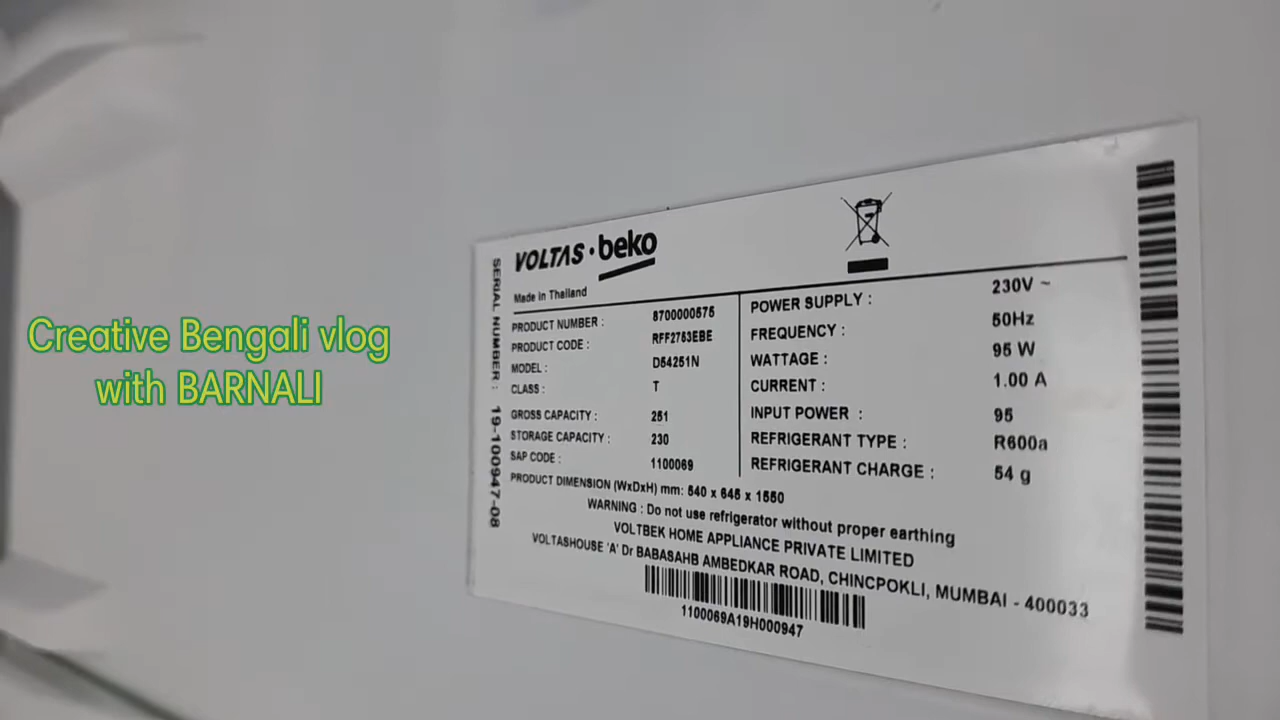 Creative Bengali vlog
with BARNALI
VOLTAS · beko
Made in Thailand
SERIAL NUMBER : 19-100947-08
PRODUCT NUMBER : 8700000575
PRODUCT CODE : RFF2763EBE
MODEL : D54251N
CLASS : T
GROSS CAPACITY : 251
STORAGE CAPACITY : 230
SAP CODE : 1100069
POWER SUPPLY : 230V ~
FREQUENCY : 50Hz
WATTAGE : 95 W
CURRENT : 1.00 A
INPUT POWER : 95
REFRIGERANT TYPE : R600a
REFRIGERANT CHARGE : 54 g
PRODUCT DIMENSION (WxDxH) mm: 540 x 645 x 1550
WARNING : Do not use refrigerator without proper earthing
VOLTBEK HOME APPLIANCE PRIVATE LIMITED
VOLTASHOUSE 'A' Dr BABASAHB AMBEDKAR ROAD, CHINCPOKLI, MUMBAI - 400033
1100069A19H000947